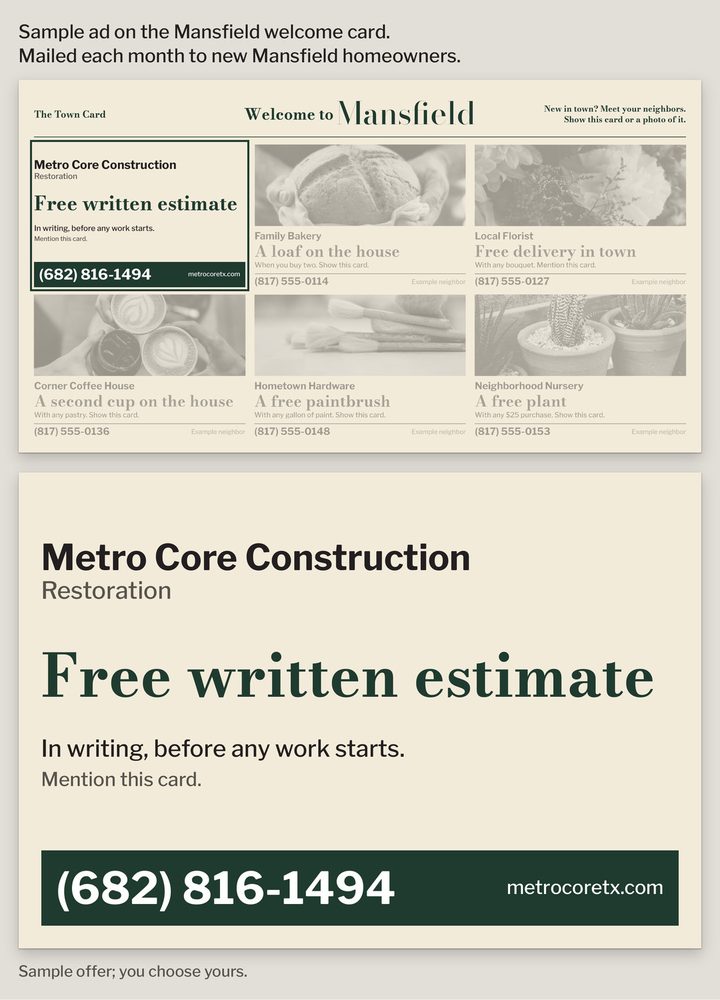 Sample ad on the Mansfield welcome card.
Mailed each month to new Mansfield homeowners.
The Town Card
Welcome to Mansfield
New in town? Meet your neighbors.
Show this card or a photo of it.
Metro Core Construction
Restoration
Free written estimate
In writing, before any work starts.
Mention this card.
(682) 816-1494 metrocoretx.com
Family Bakery
A loaf on the house
When you buy two. Show this card.
(817) 555-0114 Example neighbor
Local Florist
Free delivery in town
With any bouquet. Mention this card.
(817) 555-0127 Example neighbor
Corner Coffee House
A second cup on the house
With any pastry. Show this card.
(817) 555-0136 Example neighbor
Hometown Hardware
A free paintbrush
With any gallon of paint. Show this card.
(817) 555-0148 Example neighbor
Neighborhood Nursery
A free plant
With any $25 purchase. Show this card.
(817) 555-0153 Example neighbor
Metro Core Construction
Restoration
Free written estimate
In writing, before any work starts.
Mention this card.
(682) 816-1494 metrocoretx.com
Sample offer; you choose yours.